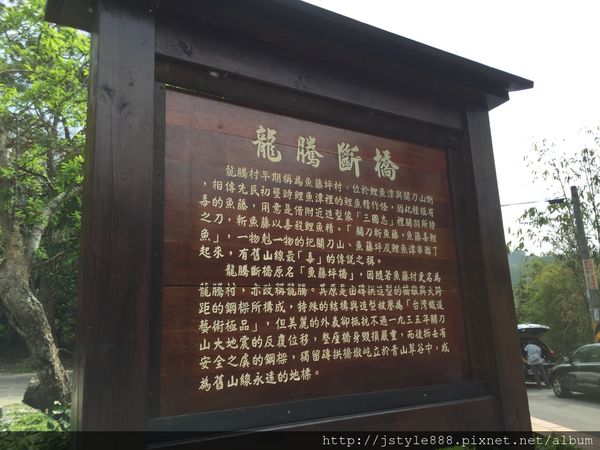 龍騰斷橋
龍騰村早期稱為魚藤坪村。位於鯉魚潭與關刀山側
，相傳先民初墾時鯉魚潭裡的鯉魚精作怪，因此種植有
毒的魚藤，用意是借附近造型像「三國志」裡關羽所持
之刀，斬魚藤以毒殺鯉魚精。「關刀斬魚藤，魚藤毒鯉
魚」，一物剋一物的把關刀山、魚藤坪及鯉魚潭串聯了
起來，有舊山線最「毒」的傳說之稱。
龍騰斷橋原名「魚藤坪橋」，因隨著魚藤村更名為
龍騰村，亦改稱龍騰。其原是由磚拱造型的橋墩與大跨
距的鋼樑所構成，特殊的結構與造型被譽為「台灣鐵道
藝術極品」，但美麗的外表卻抵抗不過一九三五年關刀
山大地震的反覆位移，整座橋身毀損嚴重，而後拆去有
安全之虞的鋼樑，獨留磚拱橋墩屹立於青山翠谷中，成
為舊山線永遠的地標。
http://jstyle888.pixnet.net/album